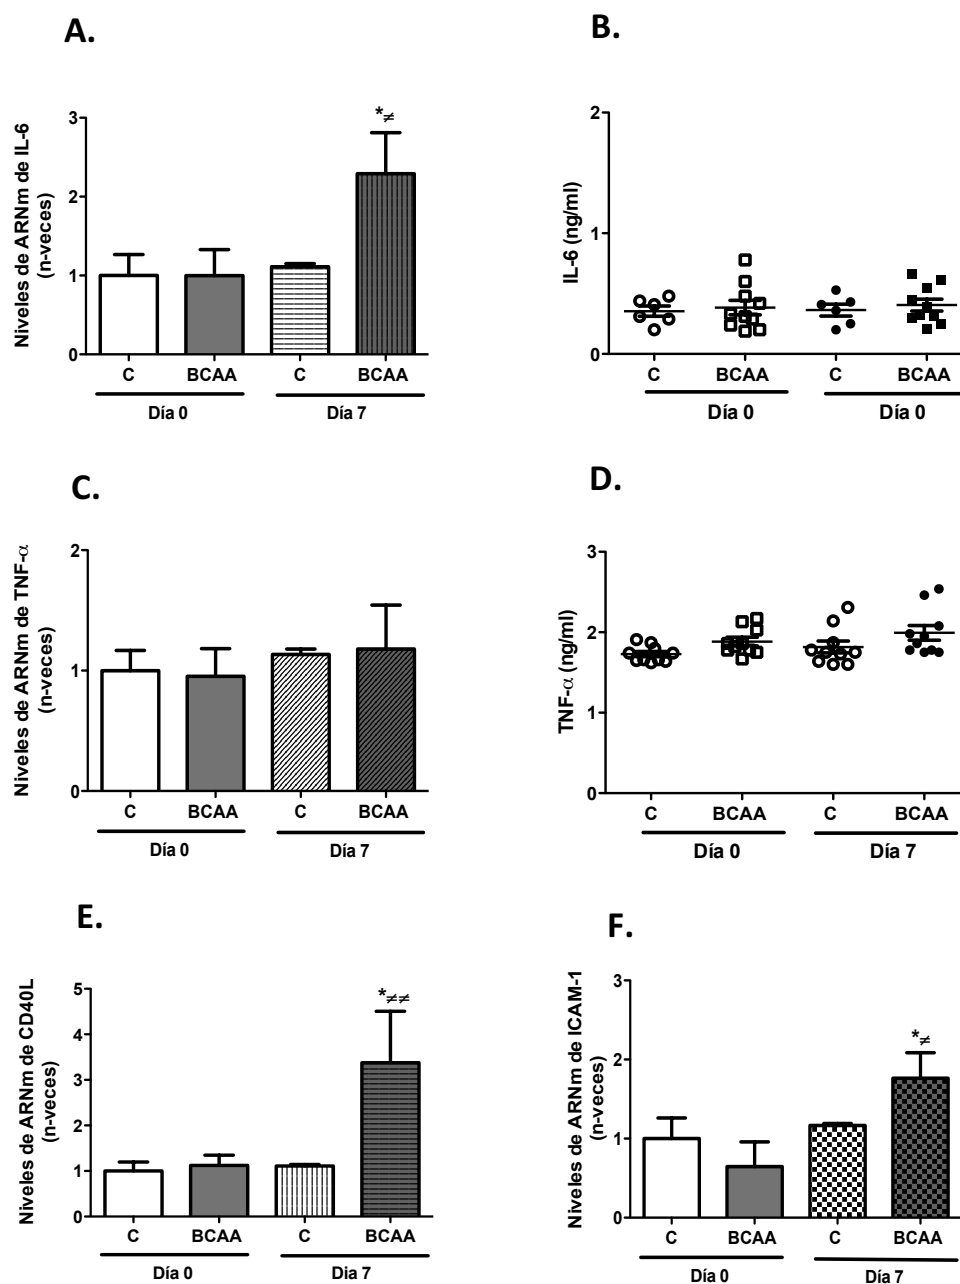 A.
Niveles de ARNm de IL-6
(n-veces)
3
2
1
0
*≠
C
BCAA
C
BCAA
Día 0
Día 7
B.
IL-6 (ng/ml)
2
1
0
C
BCAA
C
BCAA
Día 0
Día 0
C.
Niveles de ARNm de TNF-α
(n-veces)
2
1
0
C
BCAA
C
BCAA
Día 0
Día 7
D.
TNF-α (ng/ml)
3
2
1
0
C
BCAA
C
BCAA
Día 0
Día 7
E.
Niveles de ARNm de CD40L
(n-veces)
5
4
3
2
1
0
*≠≠
C
BCAA
C
BCAA
Día 0
Día 7
F.
Niveles de ARNm de ICAM-1
(n-veces)
3
2
1
0
*≠
C
BCAA
C
BCAA
Día 0
Día 7